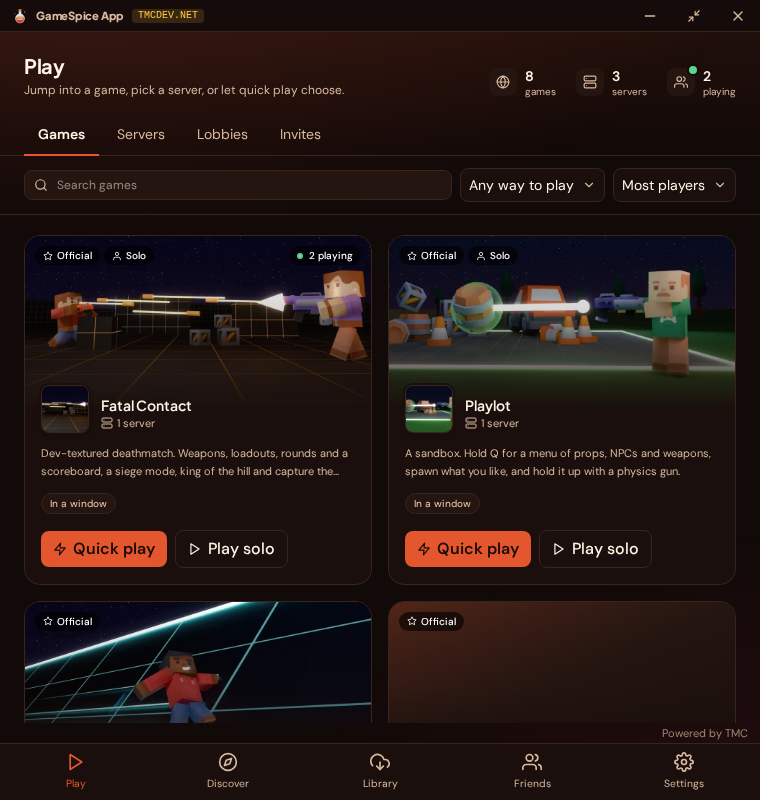 GameSpice App TMCDEV.NET
Play
Jump into a game, pick a server, or let quick play choose.
8 games
3 servers
2 playing
Games Servers Lobbies Invites
Search games
Any way to play
Most players
Official Solo 2 playing
Fatal Contact
1 server
Dev-textured deathmatch. Weapons, loadouts, rounds and a
scoreboard, a siege mode, king of the hill and capture the…
In a window
Quick play Play solo
Official Solo
Playlot
1 server
A sandbox. Hold Q for a menu of props, NPCs and weapons,
spawn what you like, and hold it up with a physics gun.
In a window
Quick play Play solo
Official
Official
Powered by TMC
Play Discover Library Friends Settings